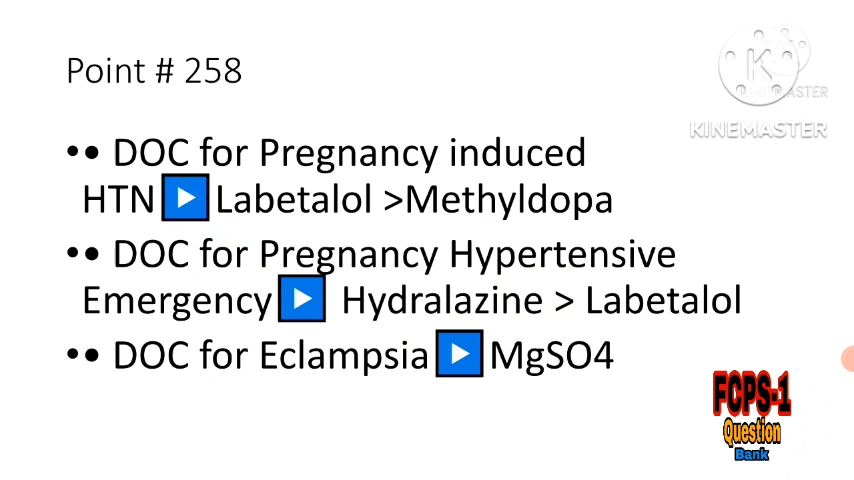 Point # 258
KINEMASTER
•• DOC for Pregnancy induced
HTN▶️Labetalol >Methyldopa
•• DOC for Pregnancy Hypertensive
Emergency▶️ Hydralazine > Labetalol
•• DOC for Eclampsia▶️MgSO4
FCPS-1
Question
Bank